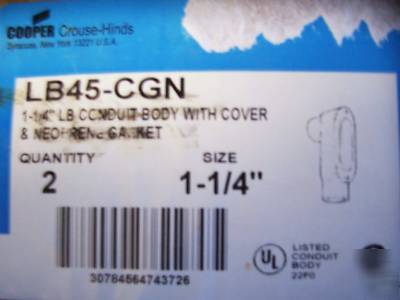 COOPER Crouse-Hinds
Syracuse, New York 13221 U.S.A.
LB45-CGN
1-1/4" LB CONDUIT BODY WITH COVER
& NEOPRENE GASKET
QUANTITY
2
SIZE
1-1/4"
30784564743726
UL
LISTED
CONDUIT
BODY
22F0